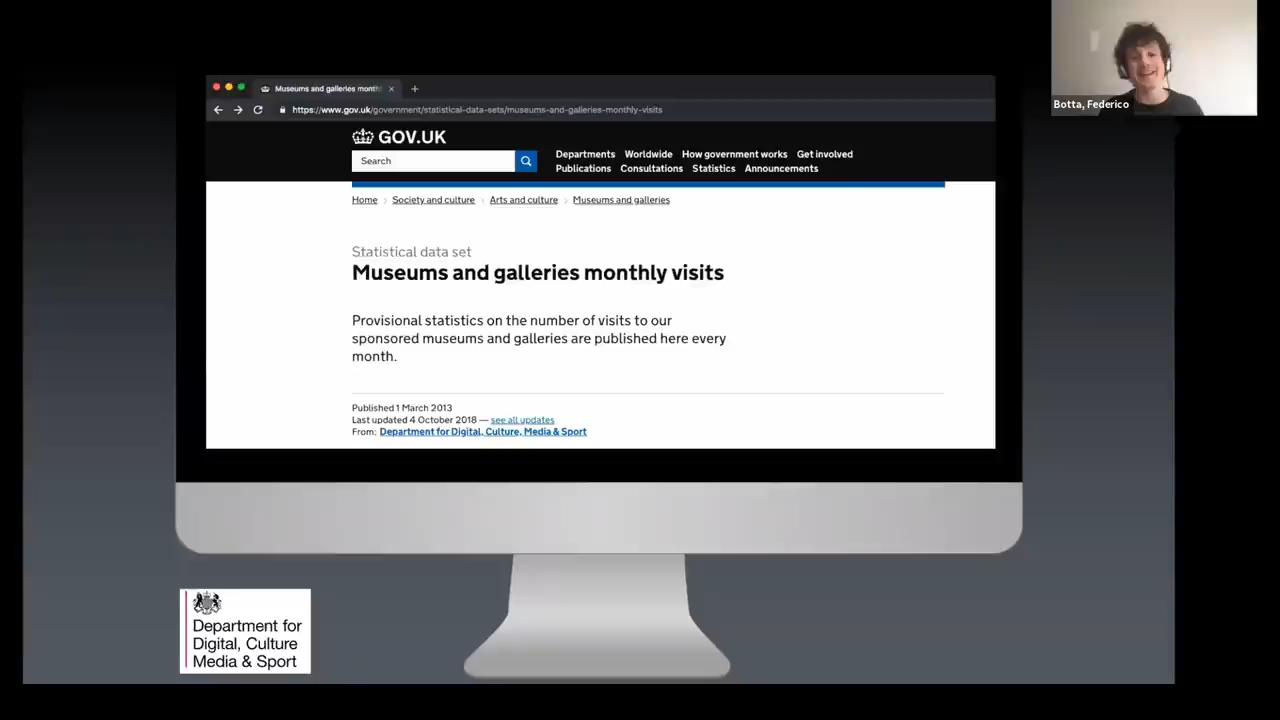 Museums and galleries month
https://www.gov.uk/government/statistical-data-sets/museums-and-galleries-monthly-visits
GOV.UK
Search
Departments Worldwide How government works Get involved
Publications Consultations Statistics Announcements
Home › Society and culture › Arts and culture › Museums and galleries
Statistical data set
Museums and galleries monthly visits
Provisional statistics on the number of visits to our
sponsored museums and galleries are published here every
month.
Published 1 March 2013
Last updated 4 October 2018 — see all updates
From: Department for Digital, Culture, Media & Sport
Department for
Digital, Culture
Media & Sport
Botta, Federico